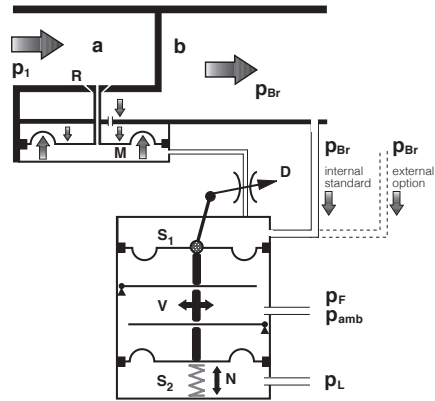 a
b
p1
R
pBr
M
D
pBr
internal
standard
pBr
external
option
S1
V
pF
pamb
S2
N
pL